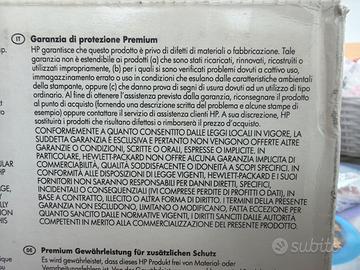 IT Garanzia di protezione Premium
HP garantisce che questo prodotto è privo di difetti di materiali o fabbricazione. Tale
garanzia non è estendibile ai prodotti (a) che sono stati ricaricati, rinnovati, ricostruiti o
utilizzati impropriamente, (b) per i quali si sono verificati problemi dovuti a cattivo uso,
immagazzinamento errato o uso in condizioni che esulano dalle caratteristiche ambientali
della stampante, oppure (c) che danno prova di segni di usura dovuti ad un utilizzo di tipo
ordinario. Al fine di ottenere l'assistenza prevista dalla garanzia, riconsegnare il prodotto
al punto di acquisto (fornendo una descrizione scritta del problema e alcune stampe di
esempio) oppure contattare il servizio di assistenza clienti HP. A sua discrezione, HP
sostituirà i prodotti che risultano difettosi o rimborserà il prezzo d'acquisto.
CONFORMEMENTE A QUANTO CONSENTITO DALLE LEGGI LOCALI IN VIGORE, LA
SUDDETTA GARANZIA È ESCLUSIVA E PERTANTO NON VENGONO OFFERTE ALTRE
GARANZIE O CONDIZIONI, SCRITTE O ORALI, ESPRESSE O IMPLICITE. IN
PARTICOLARE, HEWLETT-PACKARD NON OFFRE ALCUNA GARANZIA IMPLICITA DI
COMMERCIABILITÀ, QUALITÀ SODDISFACENTE O IDONEITÀ A SCOPI SPECIFICI. IN
CONFORMITÀ ALLE DISPOSIZIONI DI LEGGE VIGENTI, HEWLETT-PACKARD E I SUOI
FORNITORI NON SARANNO RESPONSABILI PER DANNI DIRETTI, SPECIFICI,
INCIDENTALI O CONSEQUENZIALI (IVI COMPRESE PERDITE DI PROFITTO O DATI), IN
BASE A CONTRATTO, ILLECITO O ALTRA FORMA DI DIRITTO. I TERMINI DELLA PRESENTE
GARANZIA NON ESCLUDONO, LIMITANO O MODIFICANO, FATTA ECCEZIONE PER
QUANTO SANCITO DALLE NORMATIVE VIGENTI, I DIRITTI SANCITI DALLE AUTORITÀ
COMPETENTI IN MERITO ALLA COMMERCIALIZZAZIONE DEL PRESENTE PRODOTTO.
DE Premium Gewährleistung für zusätzlichen Schutz
Es wird gewährleistet, dass dieses HP Produkt frei von Material- oder
subito